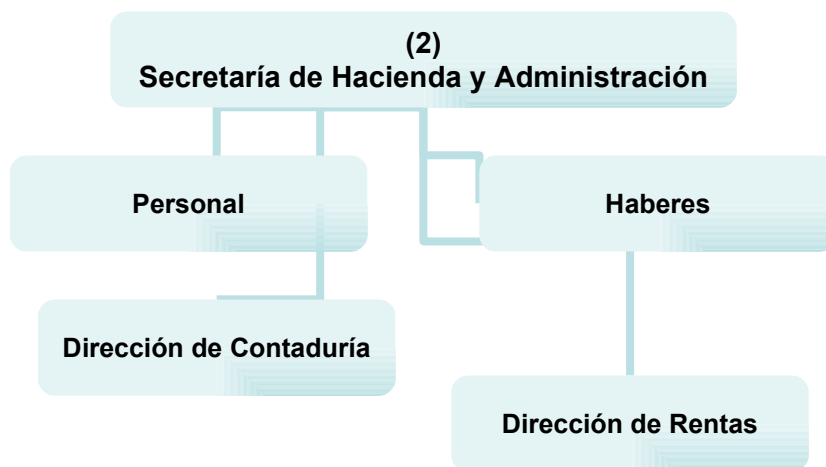 (2)
Secretaría de Hacienda y Administración
Personal
Haberes
Dirección de Contaduría
Dirección de Rentas